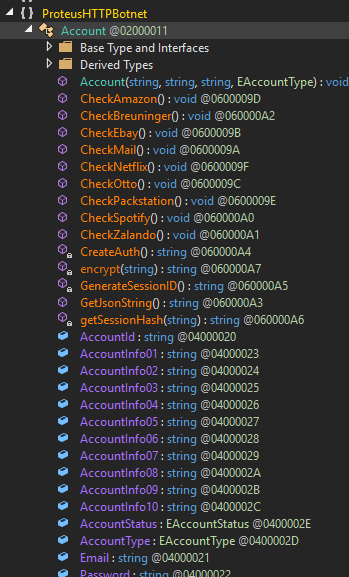 { } ProteusHTTPBotnet
Account @02000011
Base Type and Interfaces
Derived Types
Account(string, string, string, EAccountType) : void
CheckAmazon() : void @0600009D
CheckBreuninger() : void @060000A2
CheckEbay() : void @0600009B
CheckMail() : void @0600009A
CheckNetflix() : void @0600009F
CheckOtto() : void @0600009C
CheckPackstation() : void @0600009E
CheckSpotify() : void @060000A0
CheckZalando() : void @060000A1
CreateAuth() : string @060000A4
encrypt(string) : string @060000A7
GenerateSessionID() : string @060000A5
GetJsonString() : string @060000A3
getSessionHash(string) : string @060000A6
AccountId : string @04000020
AccountInfo01 : string @04000023
AccountInfo02 : string @04000024
AccountInfo03 : string @04000025
AccountInfo04 : string @04000026
AccountInfo05 : string @04000027
AccountInfo06 : string @04000028
AccountInfo07 : string @04000029
AccountInfo08 : string @0400002A
AccountInfo09 : string @0400002B
AccountInfo10 : string @0400002C
AccountStatus : EAccountStatus @0400002E
AccountType : EAccountType @0400002D
Email : string @04000021
Password : string @04000022